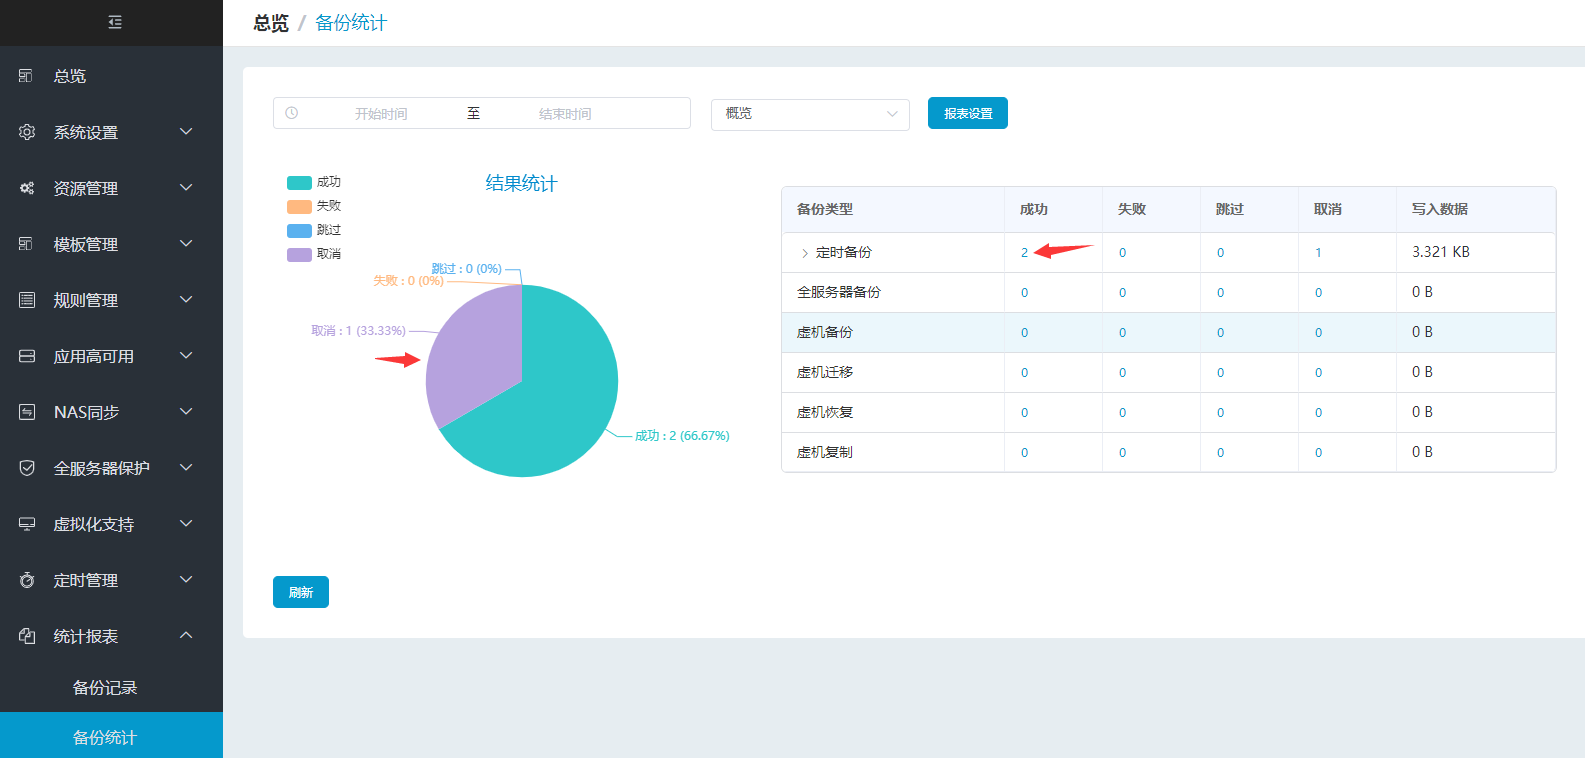 总览 / 备份统计
总览
系统设置
资源管理
模板管理
规则管理
应用高可用
NAS同步
全服务器保护
虚拟化支持
定时管理
统计报表
备份记录
备份统计
开始时间 至 结束时间
概览
报表设置
结果统计
成功
失败
跳过
取消
跳过 : 0 (0%)
失败 : 0 (0%)
取消 : 1 (33.33%)
成功 : 2 (66.67%)
备份类型 成功 失败 跳过 取消 写入数据
定时备份 2 0 0 1 3.321 KB
全服务器备份 0 0 0 0 0 B
虚机备份 0 0 0 0 0 B
虚机迁移 0 0 0 0 0 B
虚机恢复 0 0 0 0 0 B
虚机复制 0 0 0 0 0 B
刷新